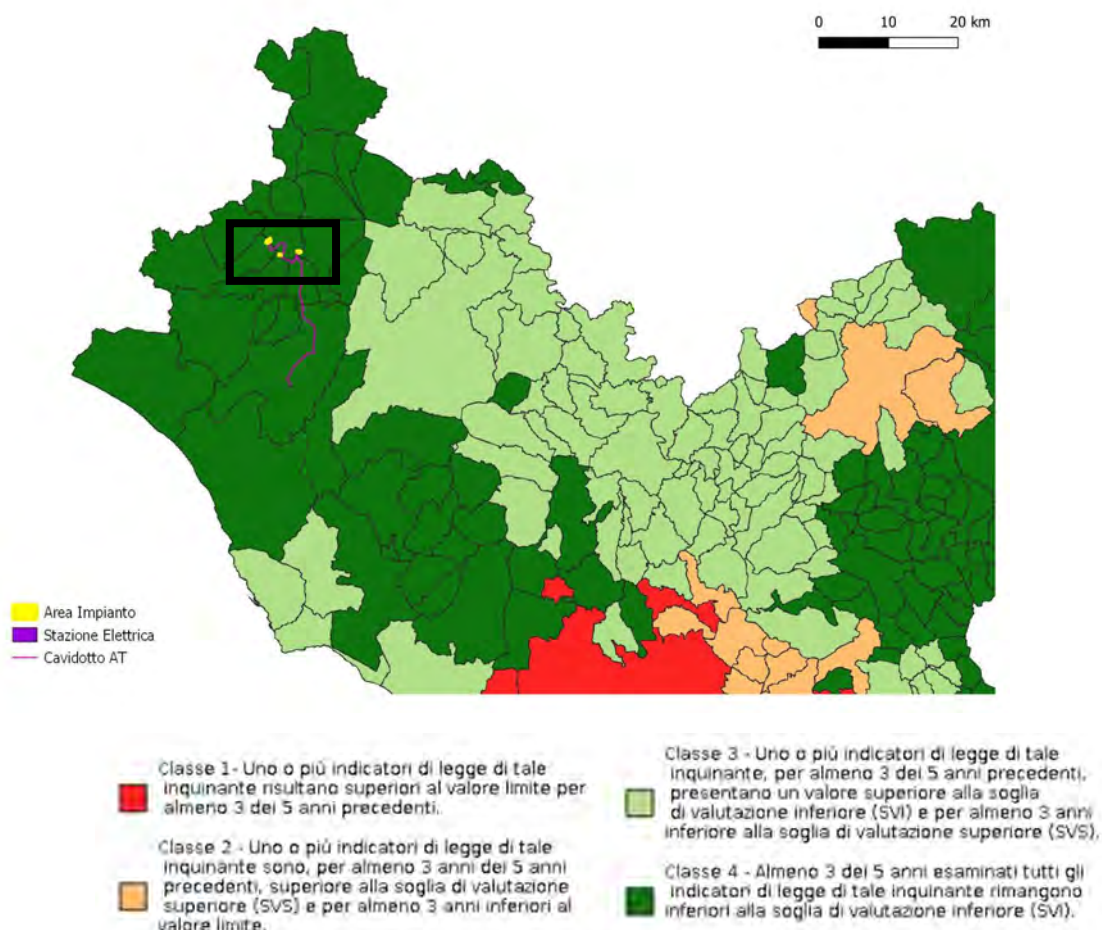 0 10 20 km
Area Impianto
Stazione Elettrica
Cavidotto AT
Classe 1- Uno o più indicatori di legge di tale
inquinante risultano superiori al valore limite per
almeno 3 dei 5 anni precedenti.
Classe 2 - Uno o più indicatori di legge di tale
inquinante sono, per almeno 3 anni dei 5 anni
precedenti, superiore alla soglia di valutazione
superiore (SVS) e per almeno 3 anni inferiori al
valore limite.
Classe 3 - Uno o più indicatori di legge di tale
inquinante, per almeno 3 dei 5 anni precedenti,
presentano un valore superiore alla soglia
di valutazione inferiore (SVI) e per almeno 3 anni
inferiore alla soglia di valutazione superiore (SVS).
Classe 4 - Almeno 3 dei 5 anni esaminati tutti gli
indicatori di legge di tale inquinante rimangono
inferiori alla soglia di valutazione inferiore (SVI).